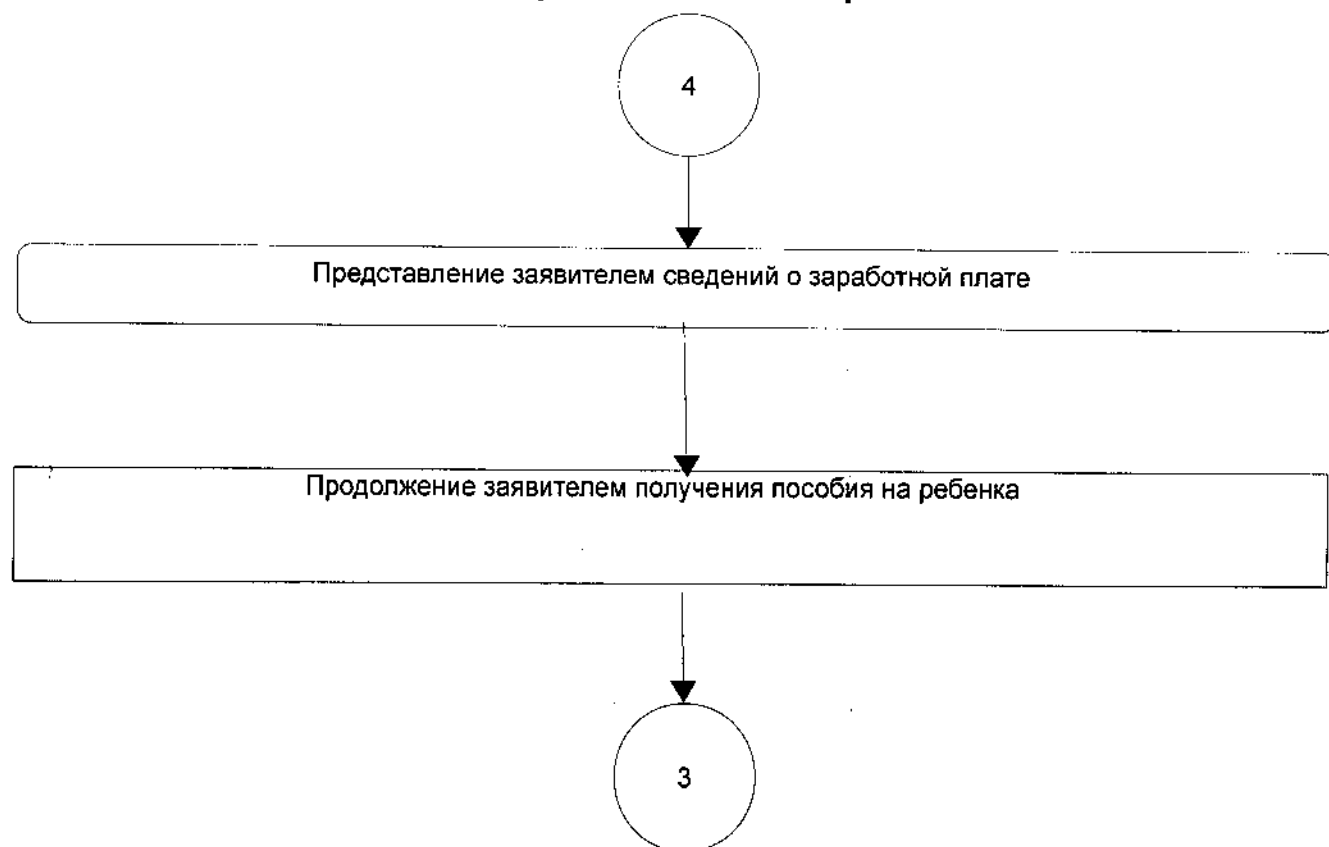 4
Представление заявителем сведений о заработной плате
Продолжение заявителем получения пособия на ребенка
3